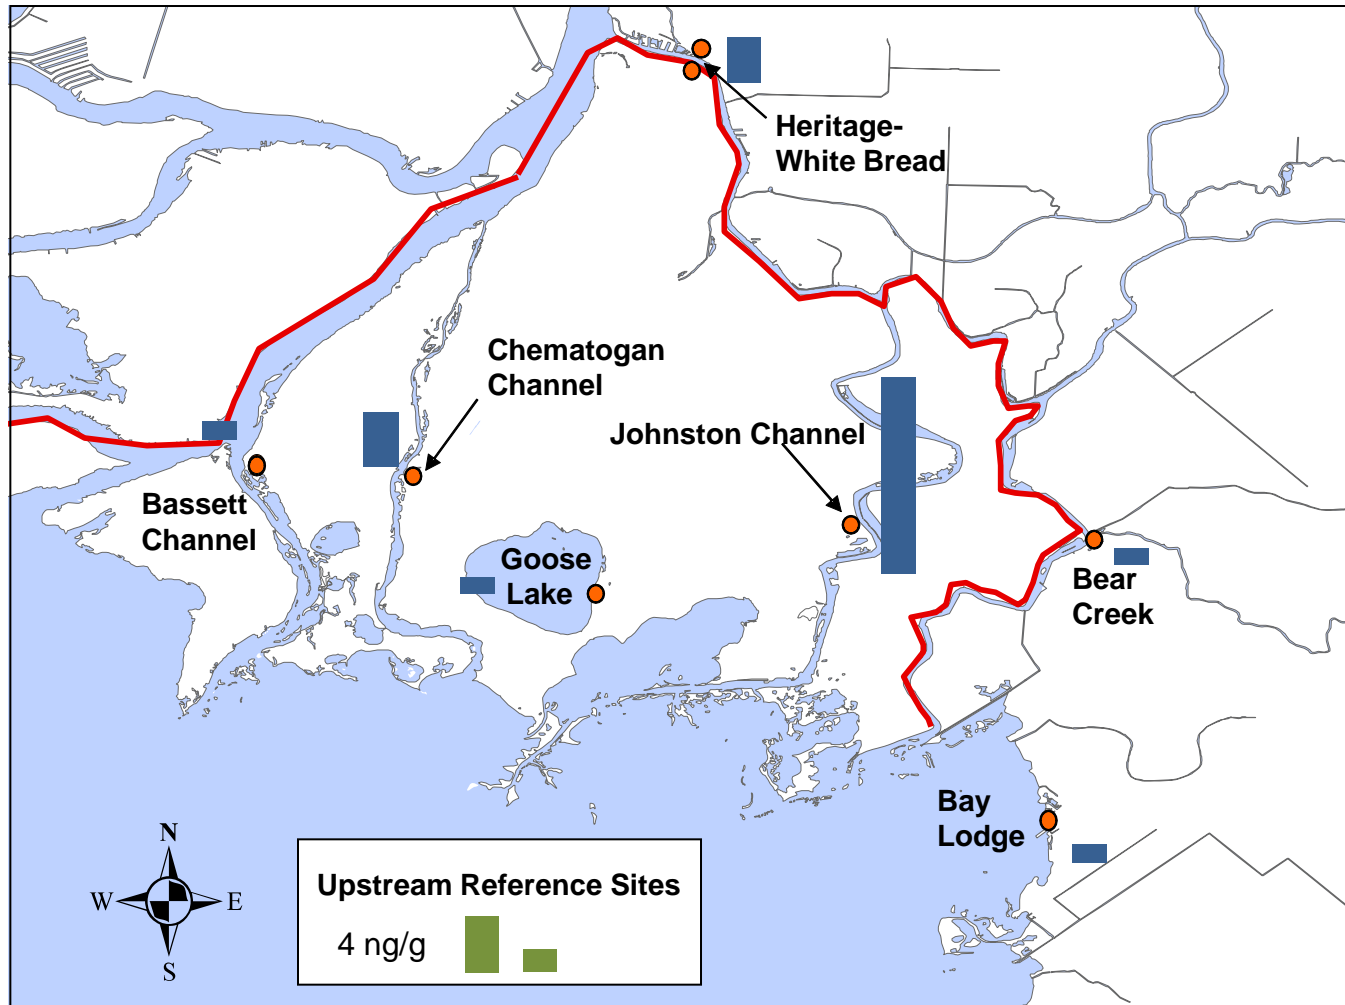 Heritage-
White Bread
Chematogan
Channel
Johnston Channel
Bassett
Channel
Goose
Lake
Bear
Creek
Bay
Lodge
N
W
E
S
Upstream Reference Sites
4 ng/g